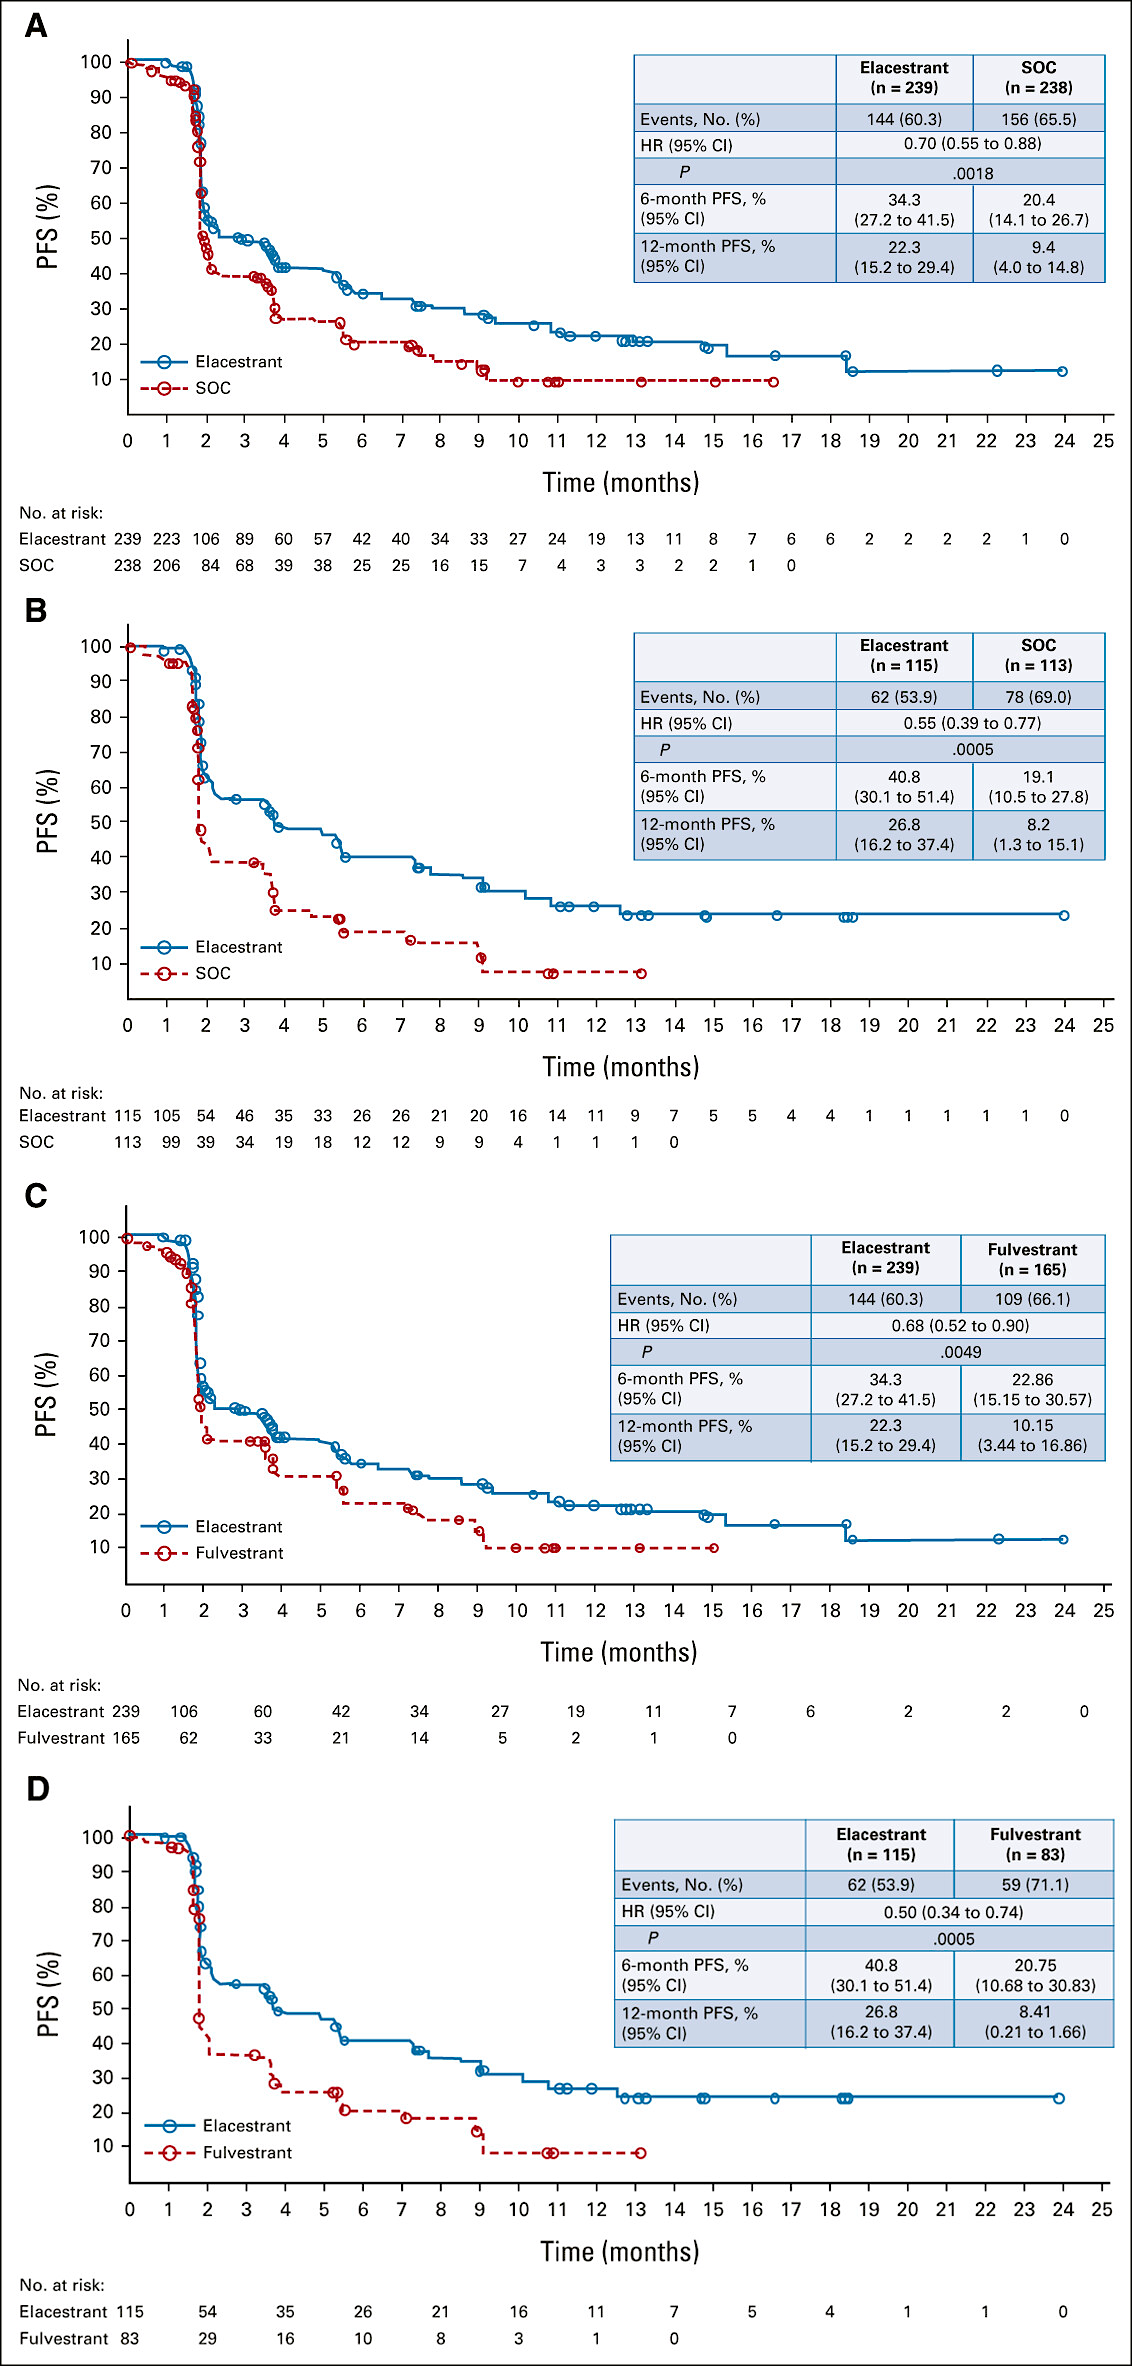 A
Elacestrant (n = 239) SOC (n = 238)
Events, No. (%) 144 (60.3) 156 (65.5)
HR (95% CI) 0.70 (0.55 to 0.88)
P .0018
6-month PFS, % (95% CI) 34.3 (27.2 to 41.5) 20.4 (14.1 to 26.7)
12-month PFS, % (95% CI) 22.3 (15.2 to 29.4) 9.4 (4.0 to 14.8)
PFS (%)
100
90
80
70
60
50
40
30
20
10
Elacestrant
SOC
0 1 2 3 4 5 6 7 8 9 10 11 12 13 14 15 16 17 18 19 20 21 22 23 24 25
Time (months)
No. at risk:
Elacestrant 239 223 106 89 60 57 42 40 34 33 27 24 19 13 11 8 7 6 6 2 2 2 2 1 0
SOC 238 206 84 68 39 38 25 25 16 15 7 4 3 3 2 2 1 0
B
Elacestrant (n = 115) SOC (n = 113)
Events, No. (%) 62 (53.9) 78 (69.0)
HR (95% CI) 0.55 (0.39 to 0.77)
P .0005
6-month PFS, % (95% CI) 40.8 (30.1 to 51.4) 19.1 (10.5 to 27.8)
12-month PFS, % (95% CI) 26.8 (16.2 to 37.4) 8.2 (1.3 to 15.1)
PFS (%)
100
90
80
70
60
50
40
30
20
10
Elacestrant
SOC
0 1 2 3 4 5 6 7 8 9 10 11 12 13 14 15 16 17 18 19 20 21 22 23 24 25
Time (months)
No. at risk:
Elacestrant 115 105 54 46 35 33 26 26 21 20 16 14 11 9 7 5 5 4 4 1 1 1 1 1 0
SOC 113 99 39 34 19 18 12 12 9 9 4 1 1 1 0
C
Elacestrant (n = 239) Fulvestrant (n = 165)
Events, No. (%) 144 (60.3) 109 (66.1)
HR (95% CI) 0.68 (0.52 to 0.90)
P .0049
6-month PFS, % (95% CI) 34.3 (27.2 to 41.5) 22.86 (15.15 to 30.57)
12-month PFS, % (95% CI) 22.3 (15.2 to 29.4) 10.15 (3.44 to 16.86)
PFS (%)
100
90
80
70
60
50
40
30
20
10
Elacestrant
Fulvestrant
0 1 2 3 4 5 6 7 8 9 10 11 12 13 14 15 16 17 18 19 20 21 22 23 24 25
Time (months)
No. at risk:
Elacestrant 239 106 60 42 34 27 19 11 7 6 2 2 0
Fulvestrant 165 62 33 21 14 5 2 1 0
D
Elacestrant (n = 115) Fulvestrant (n = 83)
Events, No. (%) 62 (53.9) 59 (71.1)
HR (95% CI) 0.50 (0.34 to 0.74)
P .0005
6-month PFS, % (95% CI) 40.8 (30.1 to 51.4) 20.75 (10.68 to 30.83)
12-month PFS, % (95% CI) 26.8 (16.2 to 37.4) 8.41 (0.21 to 1.66)
PFS (%)
100
90
80
70
60
50
40
30
20
10
Elacestrant
Fulvestrant
0 1 2 3 4 5 6 7 8 9 10 11 12 13 14 15 16 17 18 19 20 21 22 23 24 25
Time (months)
No. at risk:
Elacestrant 115 54 35 26 21 16 11 7 5 4 1 1 0
Fulvestrant 83 29 16 10 8 3 1 0